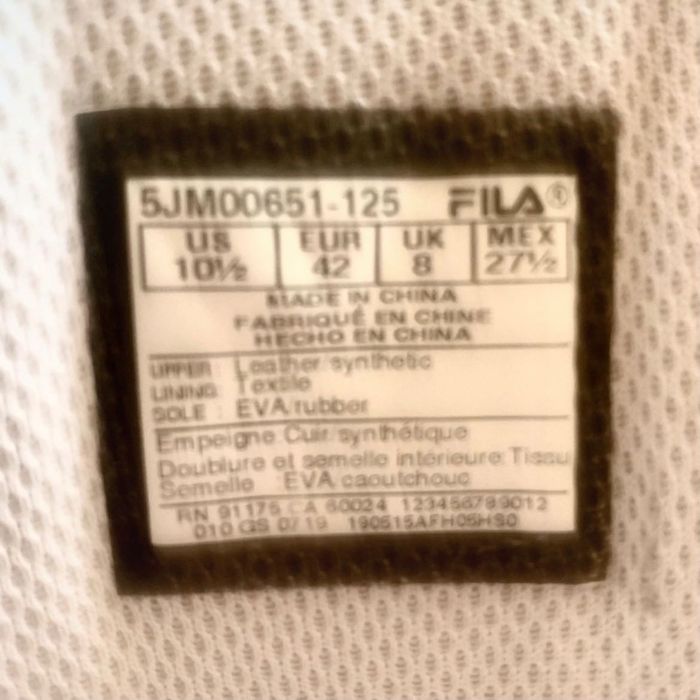 5JM00651-125 FILA®
US EUR UK MEX
10½ 42 8 27½
MADE IN CHINA
FABRIQUÉ EN CHINE
HECHO EN CHINA
UPPER : Leather/synthetic
LINING : Textile
SOLE : EVA/rubber
Empeigne:Cuir/synthétique
Doublure et semelle intérieure:Tissu
Semelle :EVA/caoutchouc
RN 91175 CA 60024 123456789012
010 GS 07/19 190515AFH05HS0